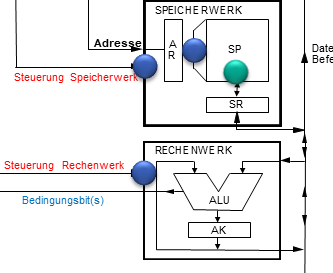 SPEICHERWERK
Adresse
A
R
SP
Date
Befe
Steuerung Speicherwerk
SR
RECHENWERK
Steuerung Rechenwerk
Bedingungsbit(s)
ALU
AK